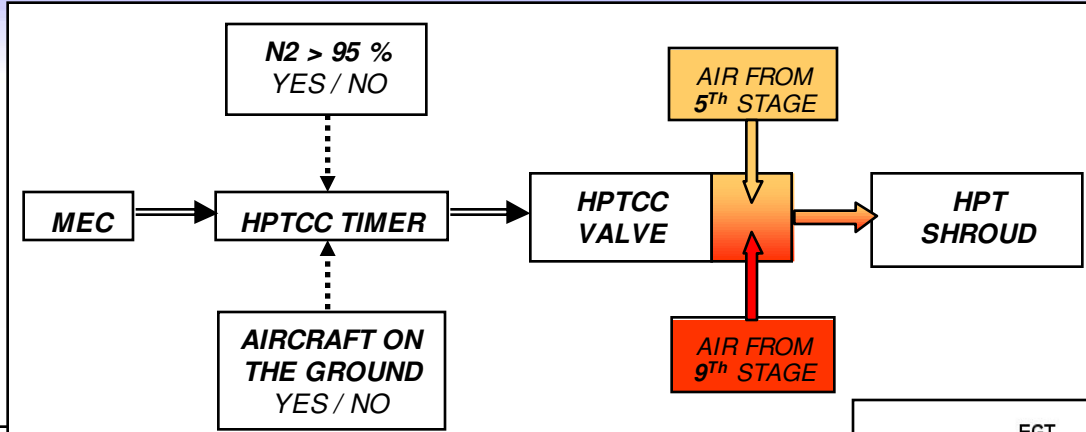 N2 > 95 %
YES / NO
AIR FROM
5Th STAGE
MEC
HPTCC TIMER
HPTCC
VALVE
HPT
SHROUD
AIRCRAFT ON
THE GROUND
YES / NO
AIR FROM
9Th STAGE
EGT